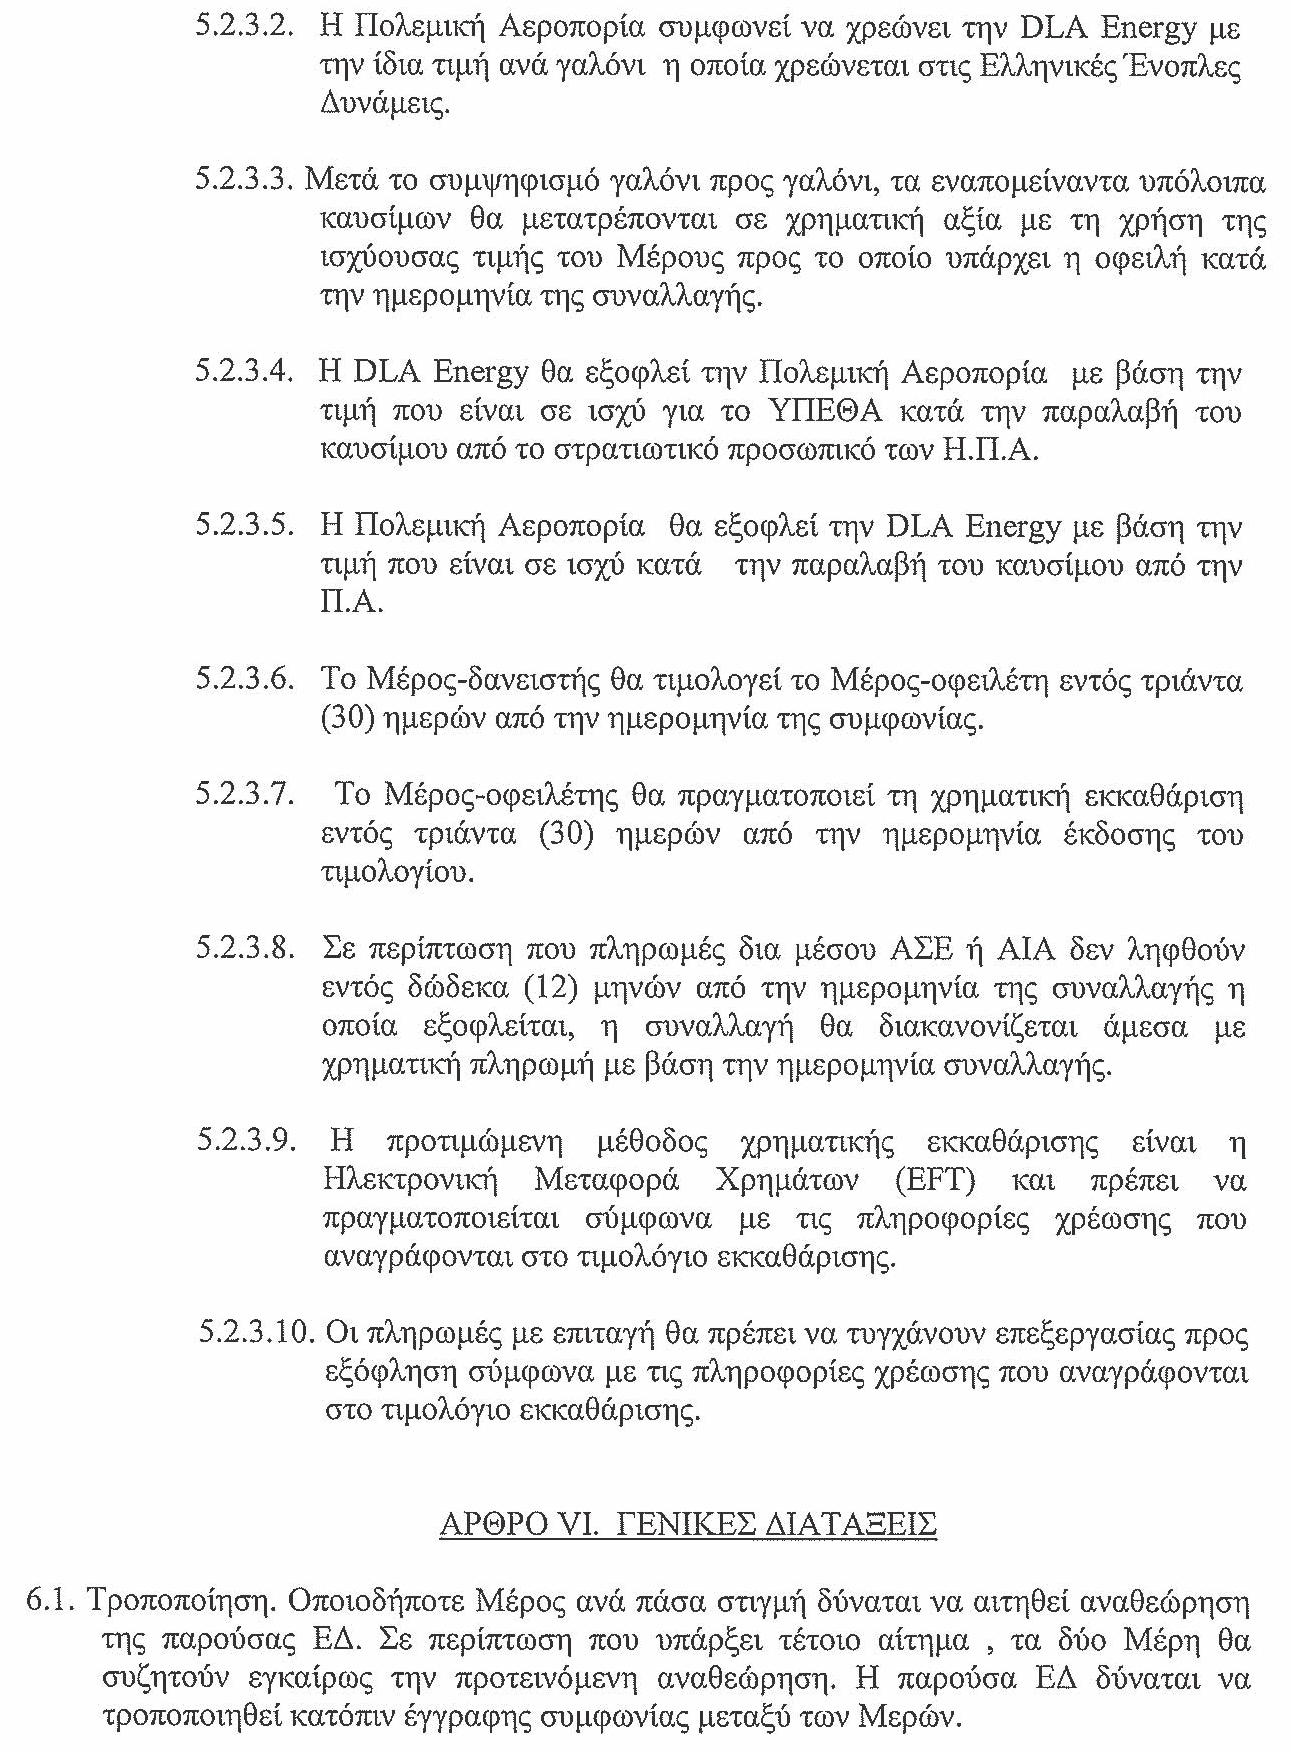 5.2.3.2. Η Πολεμική Αεροπορία συμφωνεί να χρεώνει την DLA Energy με
την ίδια τιμή ανά γαλόνι η οποία χρεώνεται στις Ελληνικές Ένοπλες
Δυνάμεις.
5.2.3.3. Μετά το συμψηφισμό γαλόνι προς γαλόνι, τα εναπομείναντα υπόλοιπα
καυσίμων θα μετατρέπονται σε χρηματική αξία με τη χρήση της
ισχύουσας τιμής του Μέρους προς το οποίο υπάρχει η οφειλή κατά
την ημερομηνία της συναλλαγής.
5.2.3.4. Η DLA Energy θα εξοφλεί την Πολεμική Αεροπορία με βάση την
τιμή που είναι σε ισχύ για το ΥΠΕΘΑ κατά την παραλαβή του
καυσίμου από το στρατιωτικό προσωπικό των Η.Π.Α.
5.2.3.5. Η Πολεμική Αεροπορία θα εξοφλεί την DLA Energy με βάση την
τιμή που είναι σε ισχύ κατά την παραλαβή του καυσίμου από την
Π.Α.
5.2.3.6. Το Μέρος-δανειστής θα τιμολογεί το Μέρος-οφειλέτη εντός τριάντα
(30) ημερών από την ημερομηνία της συμφωνίας.
5.2.3.7. Το Μέρος-οφειλέτης θα πραγματοποιεί τη χρηματική εκκαθάριση
εντός τριάντα (30) ημερών από την ημερομηνία έκδοσης του
τιμολογίου.
5.2.3.8. Σε περίπτωση που πληρωμές δια μέσου ΑΣΕ ή ΑΙΑ δεν ληφθούν
εντός δώδεκα (12) μηνών από την ημερομηνία της συναλλαγής η
οποία εξοφλείται, η συναλλαγή θα διακανονίζεται άμεσα με
χρηματική πληρωμή με βάση την ημερομηνία συναλλαγής.
5.2.3.9. Η προτιμώμενη μέθοδος χρηματικής εκκαθάρισης είναι η
Ηλεκτρονική Μεταφορά Χρημάτων (EFT) και πρέπει να
πραγματοποιείται σύμφωνα με τις πληροφορίες χρέωσης που
αναγράφονται στο τιμολόγιο εκκαθάρισης.
5.2.3.10. Οι πληρωμές με επιταγή θα πρέπει να τυγχάνουν επεξεργασίας προς
εξόφληση σύμφωνα με τις πληροφορίες χρέωσης που αναγράφονται
στο τιμολόγιο εκκαθάρισης.
ΑΡΘΡΟ VI. ΓΕΝΙΚΕΣ ΔΙΑΤΑΞΕΙΣ
6.1. Τροποποίηση. Οποιοδήποτε Μέρος ανά πάσα στιγμή δύναται να αιτηθεί αναθεώρηση
της παρούσας ΕΔ. Σε περίπτωση που υπάρξει τέτοιο αίτημα , τα δύο Μέρη θα
συζητούν εγκαίρως την προτεινόμενη αναθεώρηση. Η παρούσα ΕΔ δύναται να
τροποποιηθεί κατόπιν έγγραφης συμφωνίας μεταξύ των Μερών.